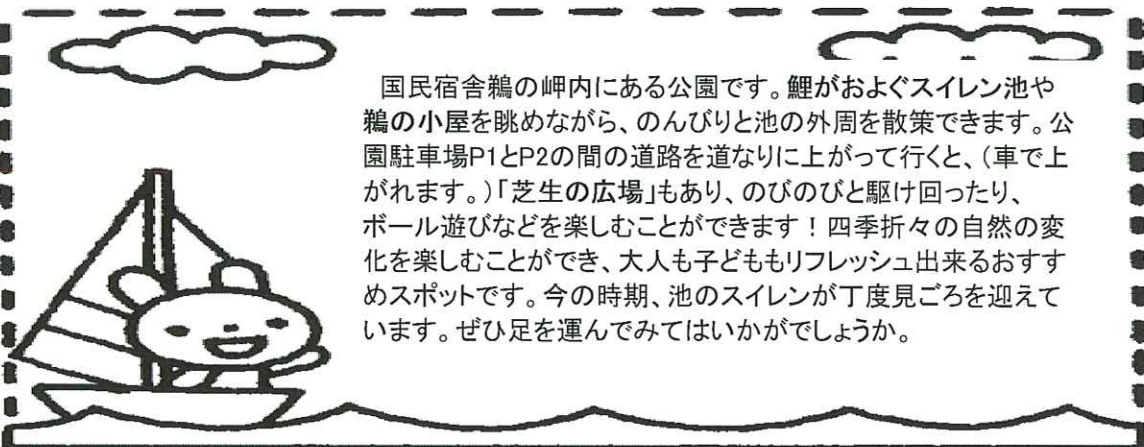 国民宿舎鵜の岬内にある公園です。鯉がおよぐスイレン池や
鵜の小屋を眺めながら、のんびりと池の外周を散策できます。公
園駐車場P1とP2の間の道路を道なりに上がって行くと、(車で上
がれます。)「芝生の広場」もあり、のびのびと駆け回ったり、
ボール遊びなどを楽しむことができます！四季折々の自然の変
化を楽しむことができ、大人も子どももリフレッシュ出来るおすす
めスポットです。今の時期、池のスイレンが丁度見ごろを迎えて
います。ぜひ足を運んでみてはいかがでしょうか。